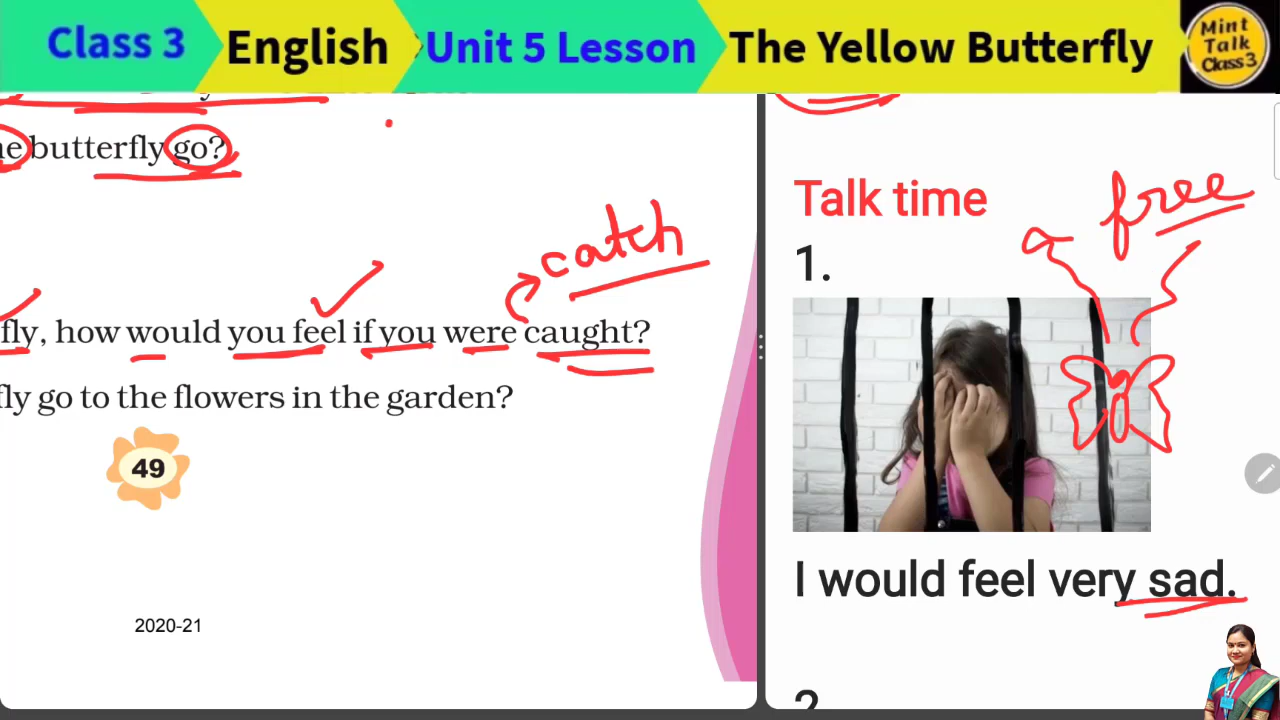 Class 3 English Unit 5 Lesson The Yellow Butterfly
Mint
Talk
Class 3
butterfly go?
catch
fly, how would you feel if you were caught?
fly go to the flowers in the garden?
49
2020-21
Talk time
free
1.
I would feel very sad.
2